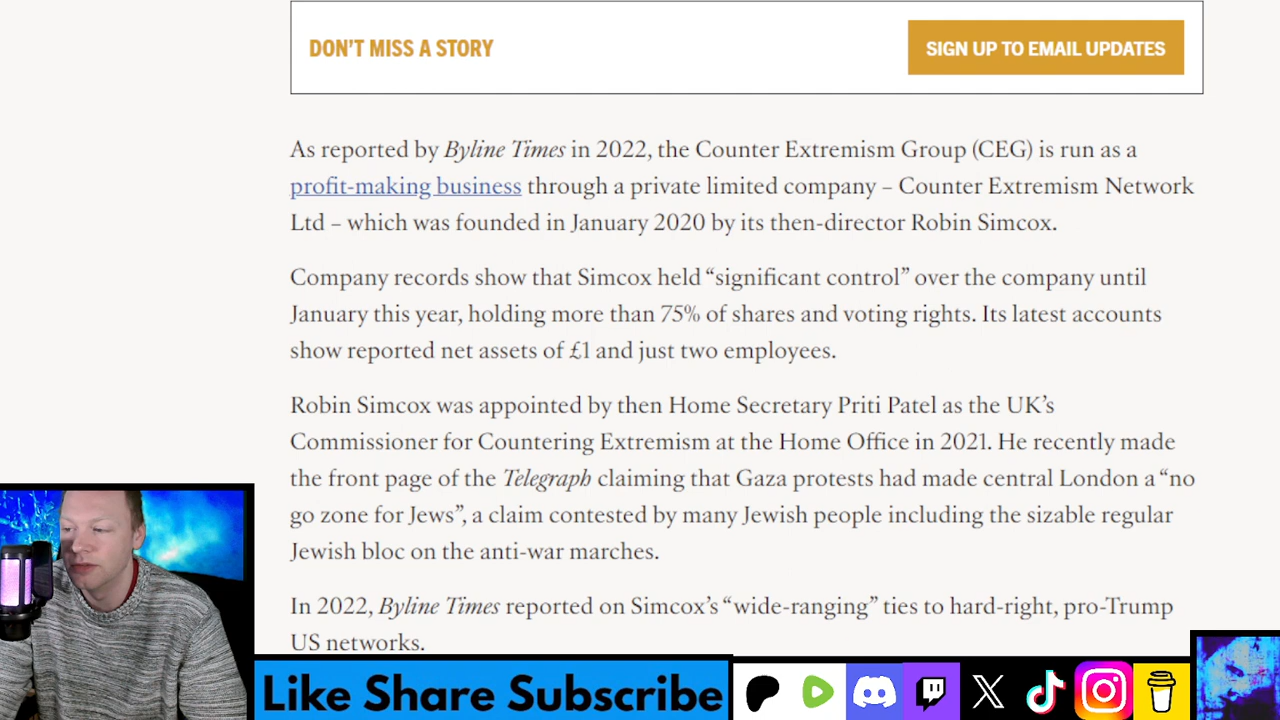 DON'T MISS A STORY
SIGN UP TO EMAIL UPDATES
As reported by Byline Times in 2022, the Counter Extremism Group (CEG) is run as a
profit-making business through a private limited company – Counter Extremism Network
Ltd – which was founded in January 2020 by its then-director Robin Simcox.
Company records show that Simcox held “significant control” over the company until
January this year, holding more than 75% of shares and voting rights. Its latest accounts
show reported net assets of £1 and just two employees.
Robin Simcox was appointed by then Home Secretary Priti Patel as the UK’s
Commissioner for Countering Extremism at the Home Office in 2021. He recently made
the front page of the Telegraph claiming that Gaza protests had made central London a “no
go zone for Jews”, a claim contested by many Jewish people including the sizable regular
Jewish bloc on the anti-war marches.
In 2022, Byline Times reported on Simcox’s “wide-ranging” ties to hard-right, pro-Trump
US networks.
Like Share Subscribe